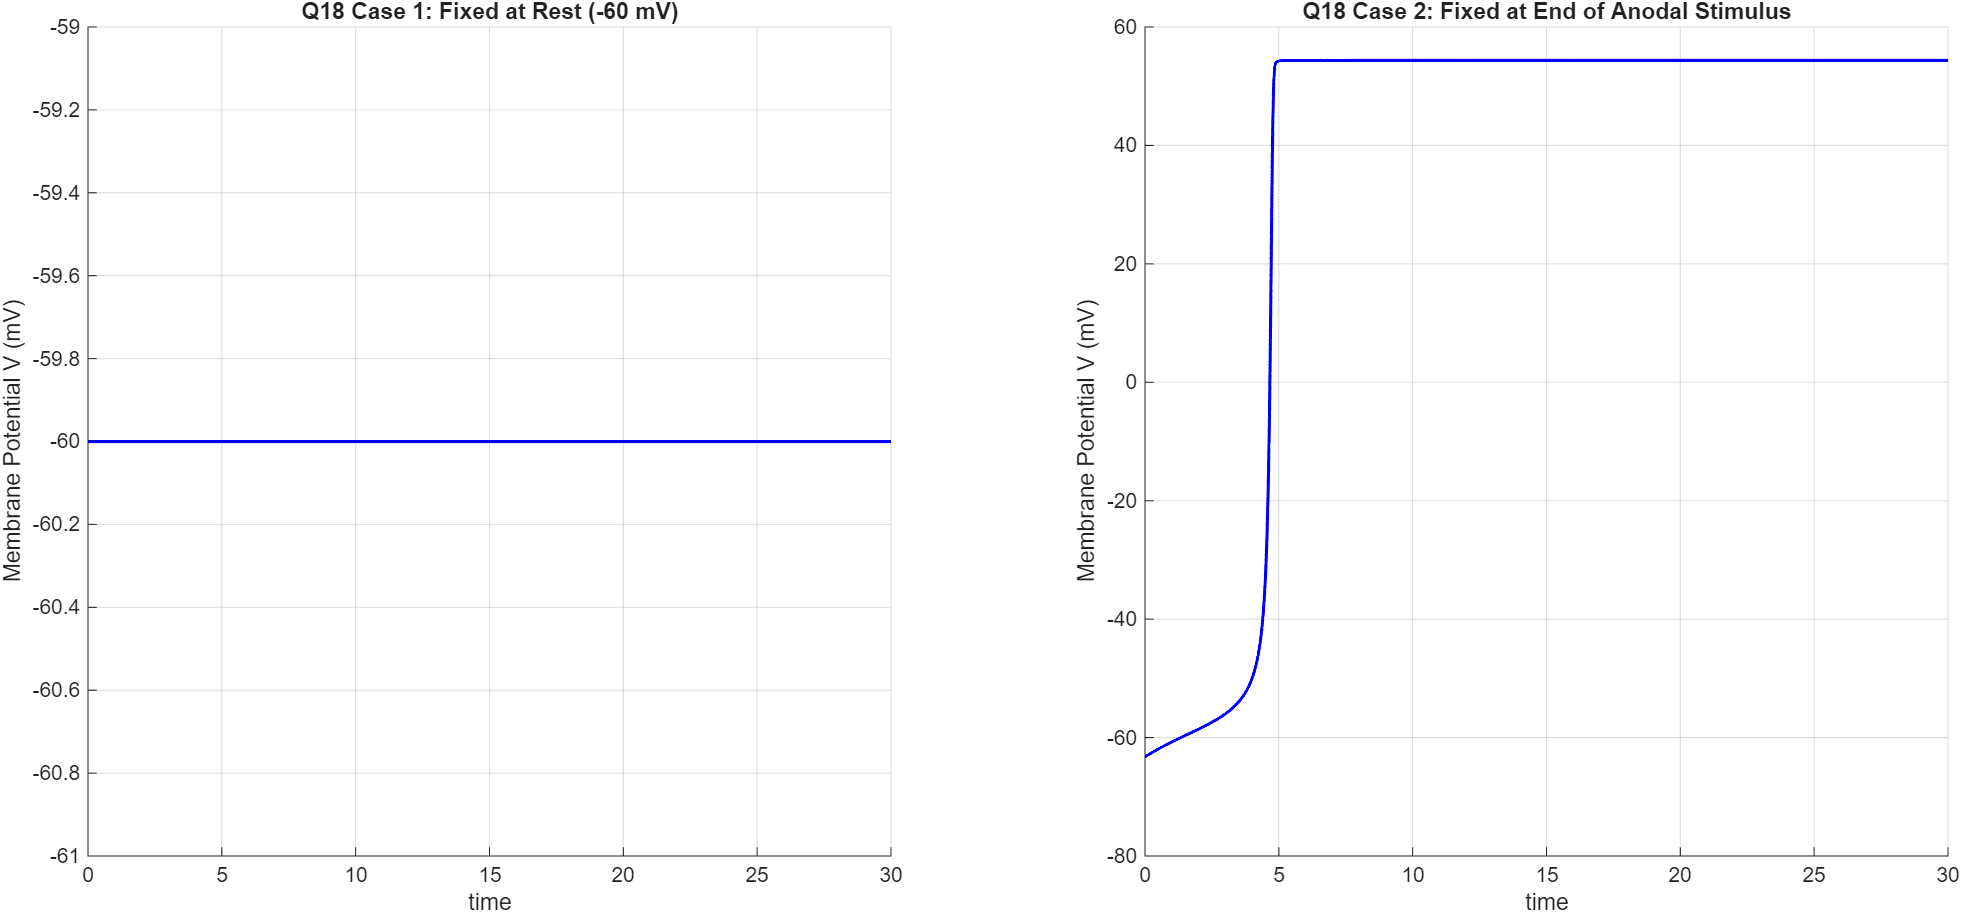 Q18 Case 1: Fixed at Rest (-60 mV)
-59
-59.2
-59.4
-59.6
-59.8
-60
-60.2
-60.4
-60.6
-60.8
-61
Membrane Potential V (mV)
0 5 10 15 20 25 30
time
Q18 Case 2: Fixed at End of Anodal Stimulus
60
40
20
0
-20
-40
-60
-80
Membrane Potential V (mV)
0 5 10 15 20 25 30
time